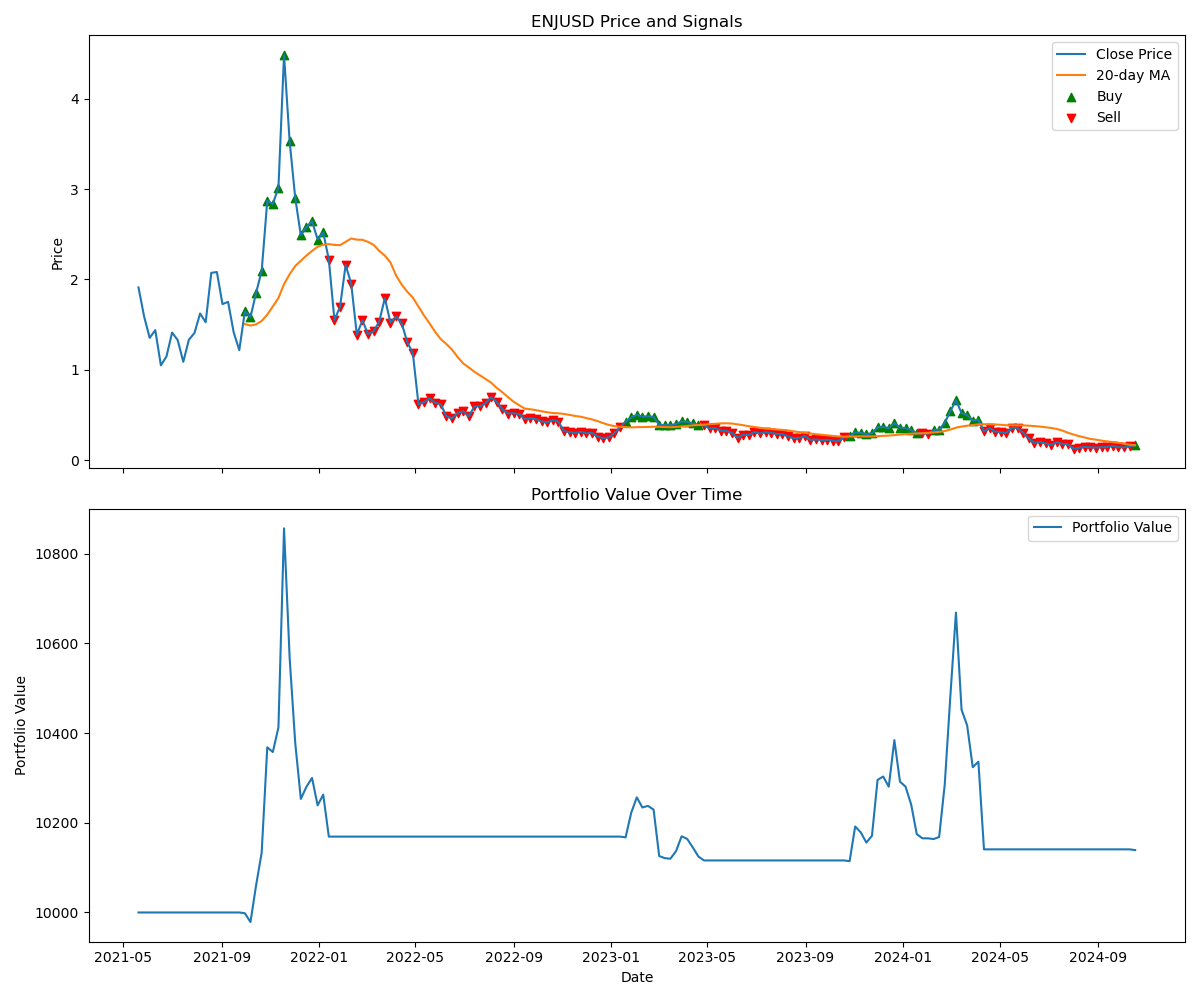 ENJUSD Price and Signals
Close Price
20-day MA
Buy
Sell
Price
4
3
2
1
0
Portfolio Value Over Time
Portfolio Value
Portfolio Value
10800
10600
10400
10200
10000
2021-05 2021-09 2022-01 2022-05 2022-09 2023-01 2023-05 2023-09 2024-01 2024-05 2024-09
Date